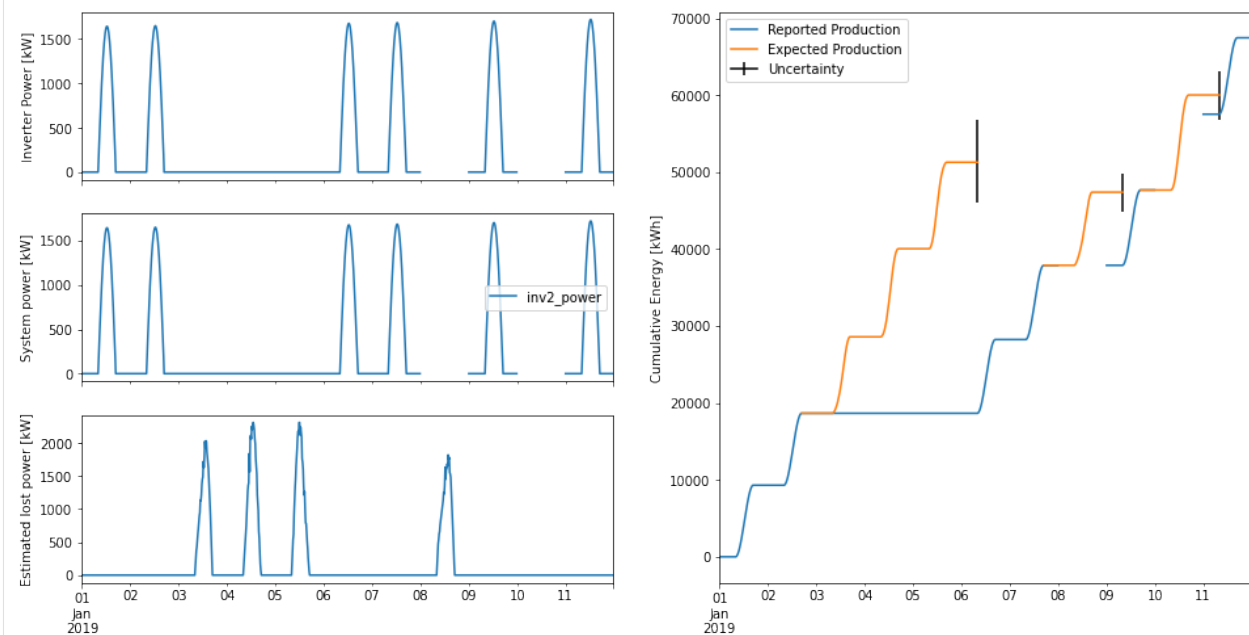 Inverter Power [kW]
1500
1000
500
0
System power [kW]
1500
1000
500
0
inv2_power
Estimated lost power [kW]
2000
1500
1000
500
0
01 02 03 04 05 06 07 08 09 10 11
Jan
2019
Cumulative Energy [kWh]
70000
60000
50000
40000
30000
20000
10000
0
Reported Production
Expected Production
Uncertainty
01 02 03 04 05 06 07 08 09 10 11
Jan
2019